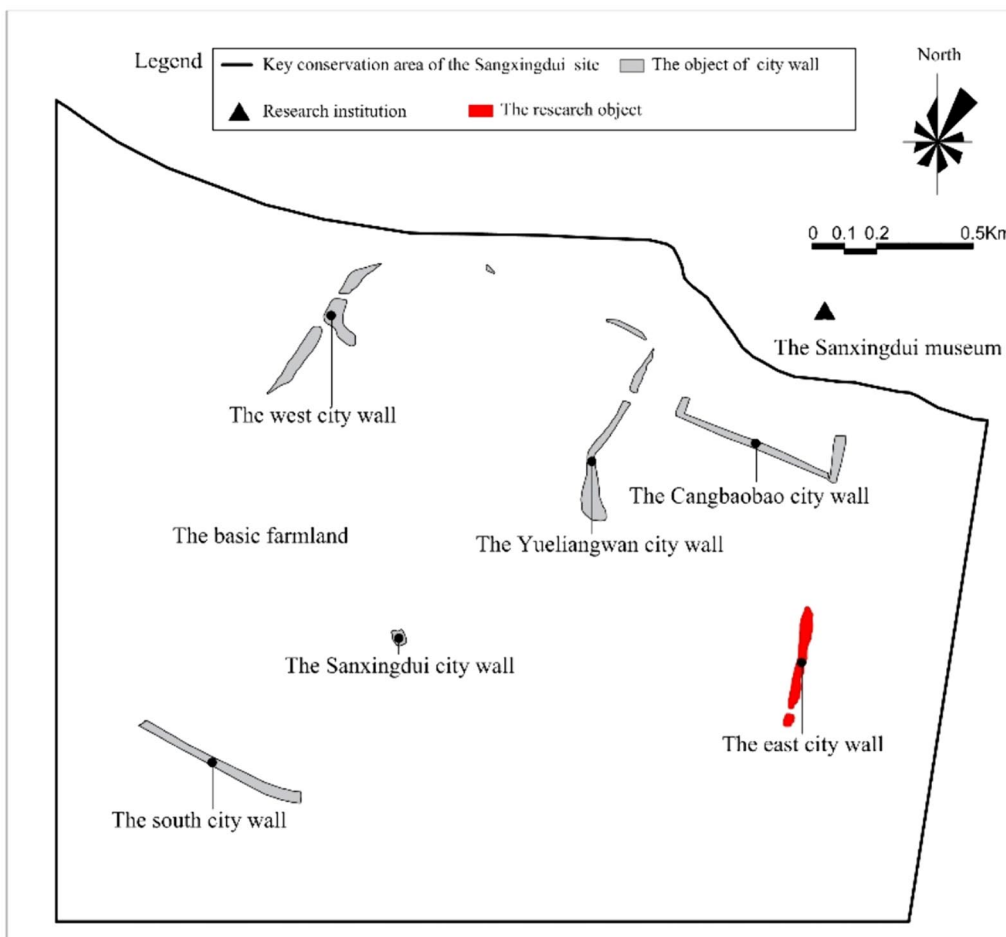 Legend
Key conservation area of the Sangxingdui site
The object of city wall
Research institution
The research object
North
0 0.1 0.2 0.5Km
The Sanxingdui museum
The west city wall
The Cangbaobao city wall
The basic farmland
The Yueliangwan city wall
The Sanxingdui city wall
The east city wall
The south city wall